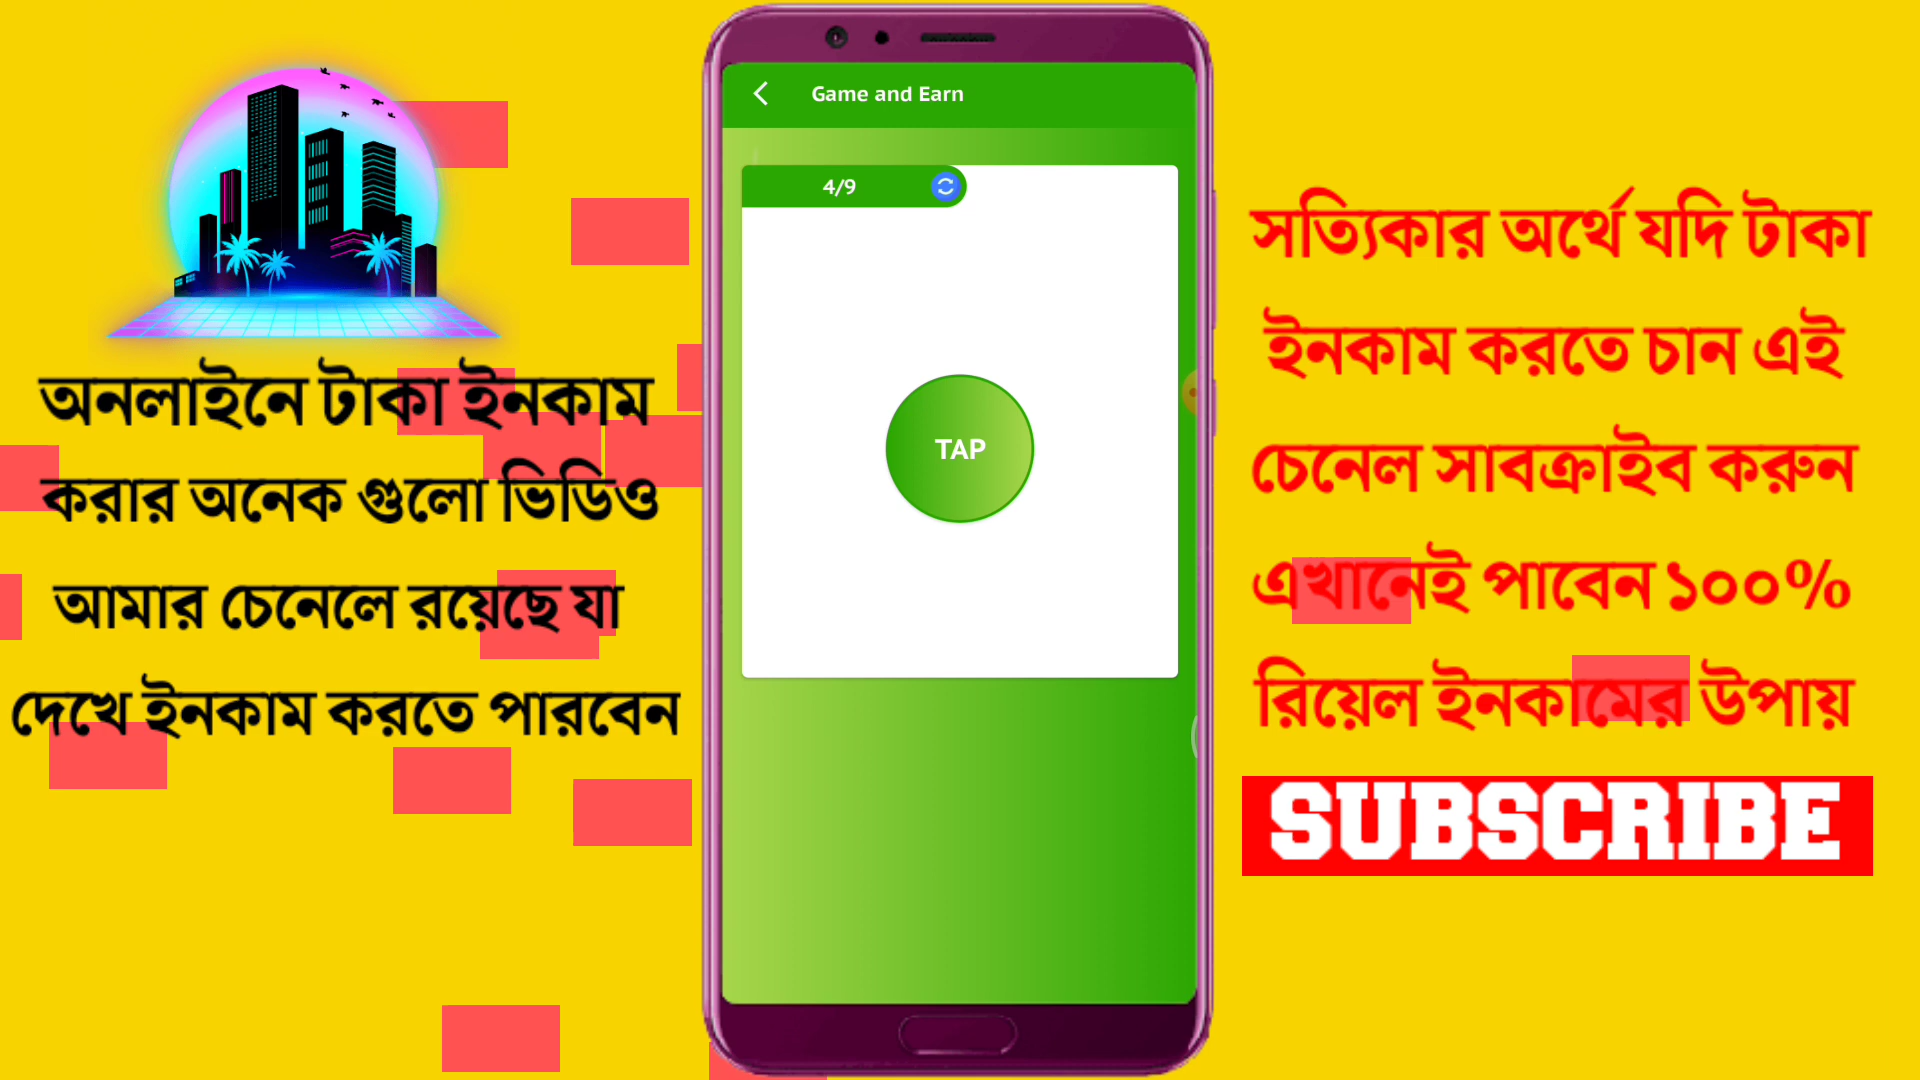 অনলাইনে টাকা ইনকাম
করার অনেক গুলো ভিডিও
আমার চেনেলে রয়েছে যা
দেখে ইনকাম করতে পারবেন
Game and Earn
4/9
TAP
সত্যিকার অর্থে যদি টাকা
ইনকাম করতে চান এই
চেনেল সাবক্রাইব করুন
এখানেই পাবেন ১০০%
রিয়েল ইনকামের উপায়
SUBSCRIBE